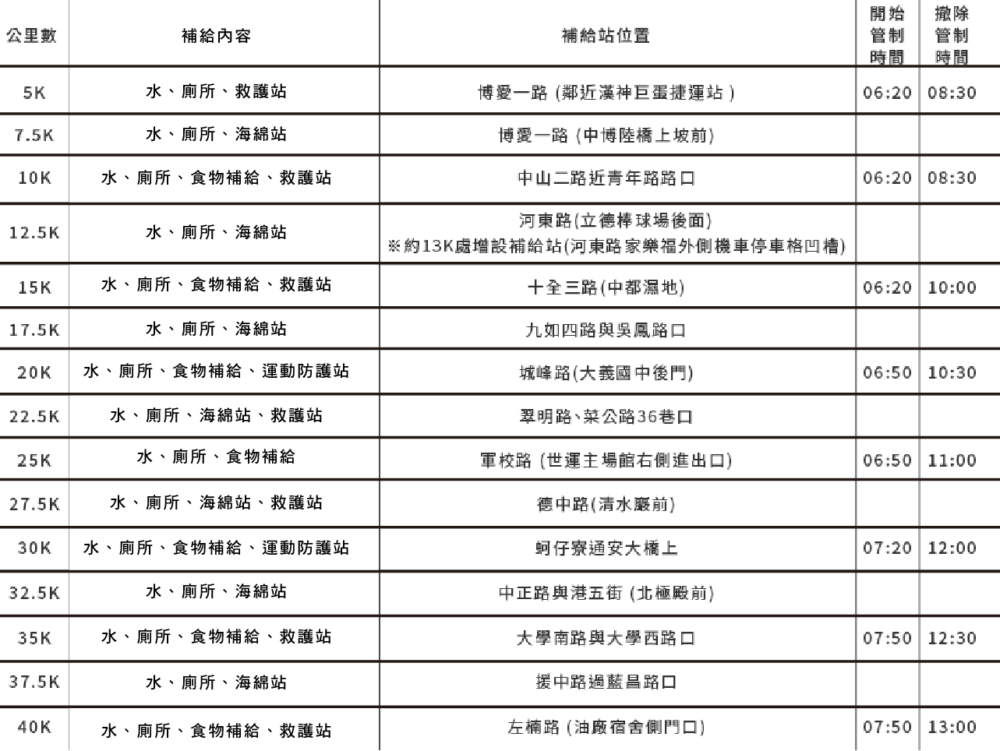 公里數 補給內容 補給站位置 開始管制時間 撤除管制時間
5K 水、廁所、救護站 博愛一路 (鄰近漢神巨蛋捷運站 ) 06:20 08:30
7.5K 水、廁所、海綿站 博愛一路 (中博陸橋上坡前)
10K 水、廁所、食物補給、救護站 中山二路近青年路路口 06:20 08:30
12.5K 水、廁所、海綿站 河東路(立德棒球場後面)
※約13K處增設補給站(河東路家樂福外側機車停車格凹槽)
15K 水、廁所、食物補給、救護站 十全三路(中都濕地) 06:20 10:00
17.5K 水、廁所、海綿站 九如四路與吳鳳路口
20K 水、廁所、食物補給、運動防護站 城峰路(大義國中後門) 06:50 10:30
22.5K 水、廁所、海綿站、救護站 翠明路、菜公路36巷口
25K 水、廁所、食物補給 軍校路 (世運主場館右側進出口) 06:50 11:00
27.5K 水、廁所、海綿站、救護站 德中路(清水巖前)
30K 水、廁所、食物補給、運動防護站 蚵仔寮通安大橋上 07:20 12:00
32.5K 水、廁所、海綿站 中正路與港五街 (北極殿前)
35K 水、廁所、食物補給、救護站 大學南路與大學西路口 07:50 12:30
37.5K 水、廁所、海綿站 援中路過藍昌路口
40K 水、廁所、食物補給、救護站 左楠路 (油廠宿舍側門口) 07:50 13:00